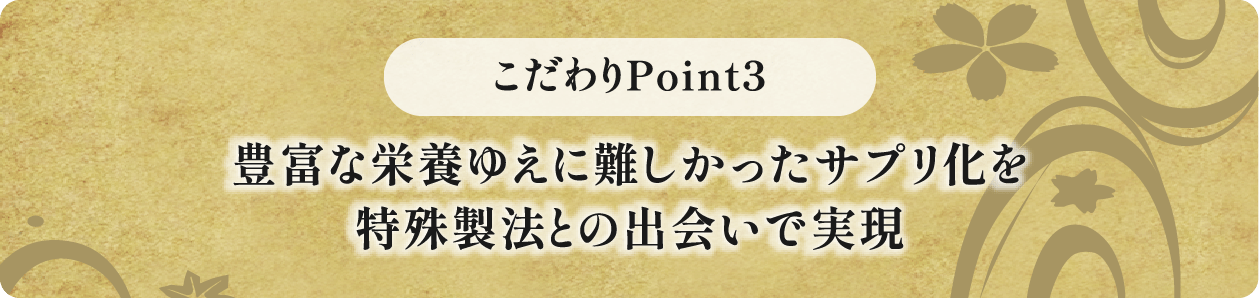 こだわりPoint3
豊富な栄養ゆえに難しかったサプリ化を
特殊製法との出会いで実現